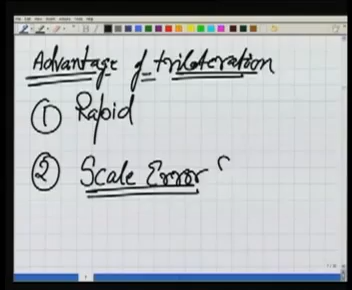 Advantage of trilateration
① Rapid
② Scale Error